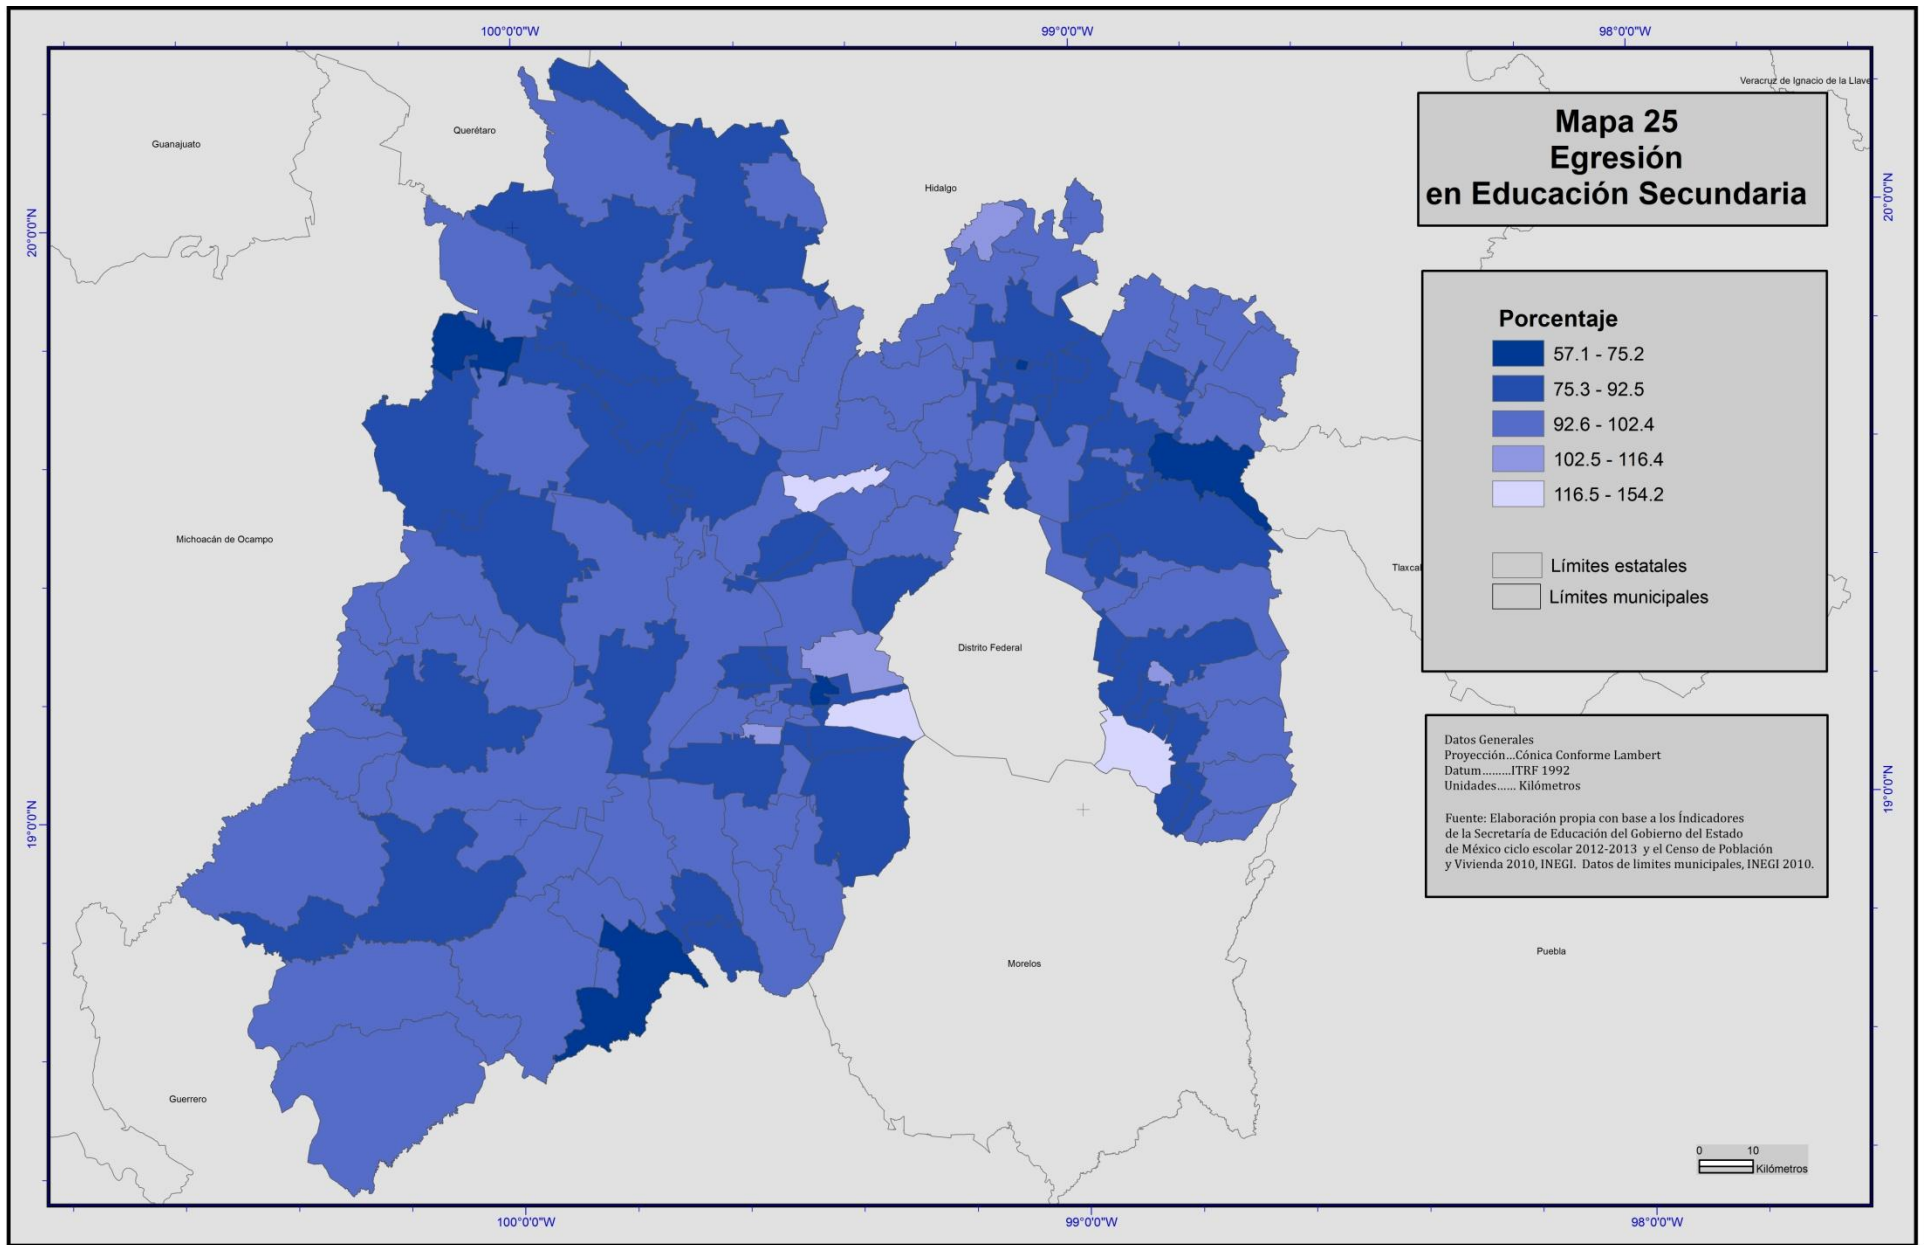 100°0'0"W
99°0'0"W
98°0'0"W
Veracruz de Ignacio de la Llave
Mapa 25
Egresión
en Educación Secundaria
Guanajuato
Querétaro
Hidalgo
20°0'0"N
20°0'0"N
Porcentaje
57.1 - 75.2
75.3 - 92.5
92.6 - 102.4
102.5 - 116.4
116.5 - 154.2
Límites estatales
Límites municipales
Michoacán de Ocampo
Tlaxcal
Distrito Federal
Datos Generales
Proyección...Cónica Conforme Lambert
Datum.........ITRF 1992
Unidades...... Kilómetros
Fuente: Elaboración propia con base a los Índicadores
de la Secretaría de Educación del Gobierno del Estado
de México ciclo escolar 2012-2013 y el Censo de Población
y Vivienda 2010, INEGI. Datos de limites municipales, INEGI 2010.
19°0'0"N
19°0'0"N
Morelos
Puebla
Guerrero
0 10
Kilómetros
100°0'0"W
99°0'0"W
98°0'0"W